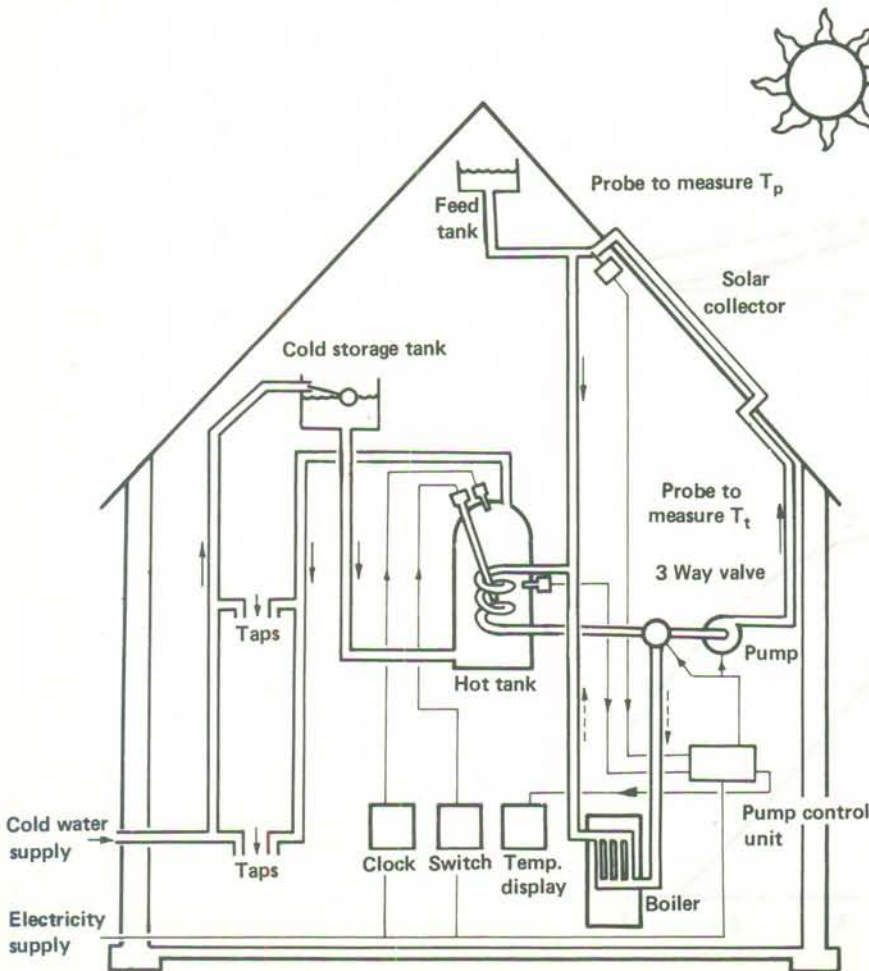 Probe to measure Tp
Feed
tank
Solar
collector
Cold storage tank
Probe to
measure Tt
3 Way valve
Taps
Pump
Hot tank
Cold water
supply
Taps
Clock
Switch
Temp.
display
Boiler
Pump control
unit
Electricity
supply